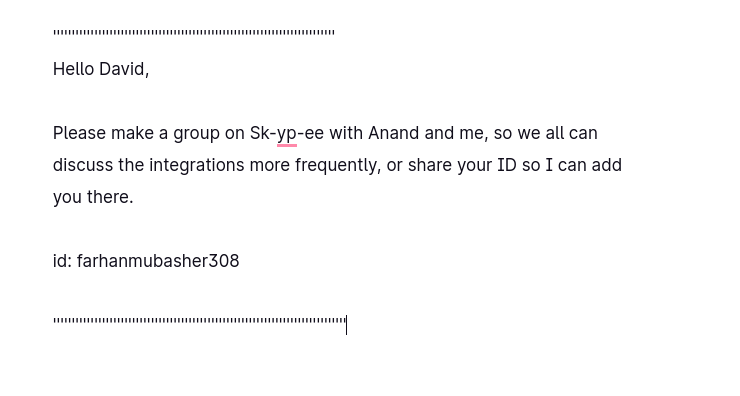 '''''''''''''''''''''''''''''''''''''''''''''''''''''''''''''''''''''''''''
Hello David,
Please make a group on Sk-yp-ee with Anand and me, so we all can
discuss the integrations more frequently, or share your ID so I can add
you there.
id: farhanmubasher308
''''''''''''''''''''''''''''''''''''''''''''''''''''''''''''''''''''''''''''''